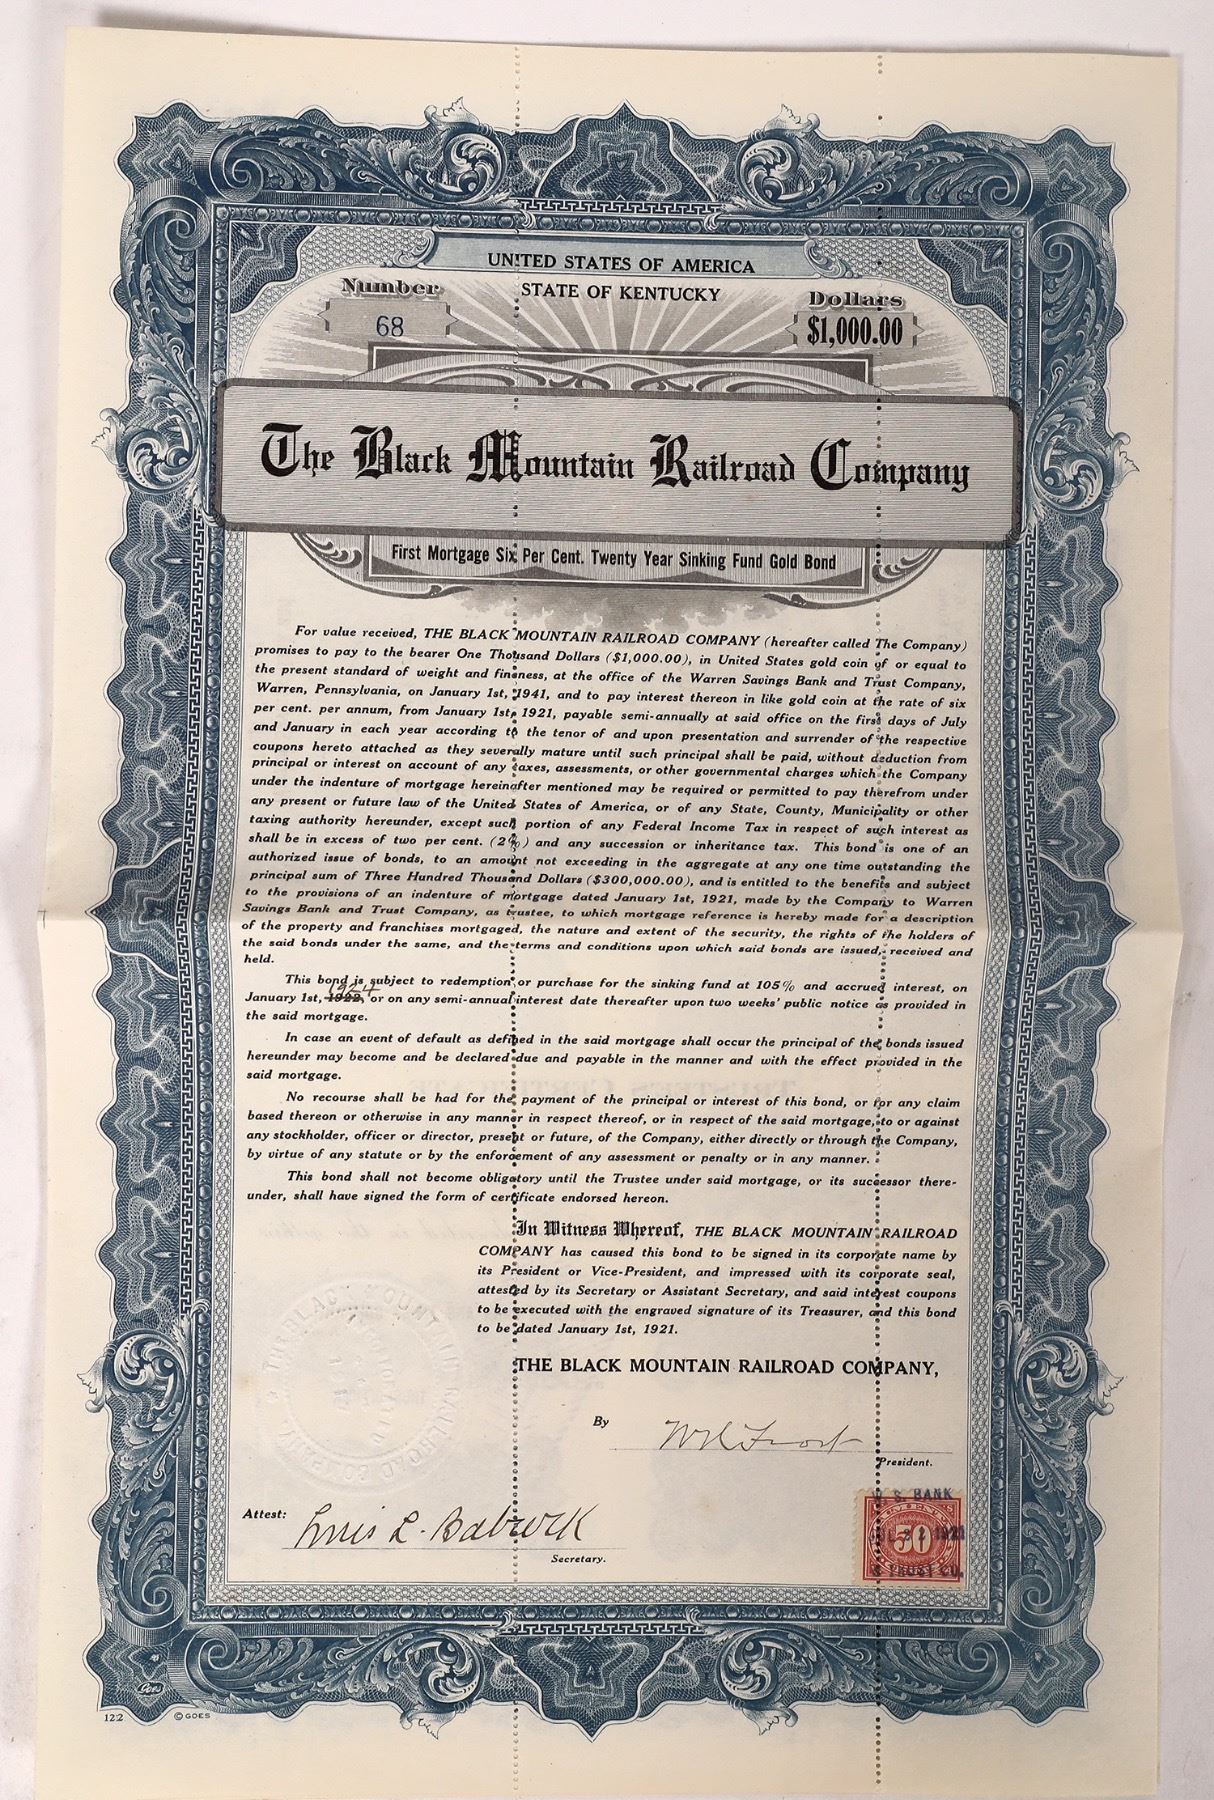 UNITED STATES OF AMERICA
STATE OF KENTUCKY
Number
68
Dollars
$1,000.00
The Black Mountain Railroad Company
First Mortgage Six Per Cent. Twenty Year Sinking Fund Gold Bond
For value received, THE BLACK MOUNTAIN RAILROAD COMPANY (hereafter called The Company)
promises to pay to the bearer One Thousand Dollars ($1,000.00), in United States gold coin of or equal to
the present standard of weight and fineness, at the office of the Warren Savings Bank and Trust Company,
Warren, Pennsylvania, on January 1st, 1941, and to pay interest thereon in like gold coin at the rate of six
per cent. per annum, from January 1st, 1921, payable semi-annually at said office on the first days of July
and January in each year according to the tenor of and upon presentation and surrender of the respective
coupons hereto attached as they severally mature until such principal shall be paid, without deduction from
principal or interest on account of any taxes, assessments, or other governmental charges which the Company
under the indenture of mortgage hereinafter mentioned may be required or permitted to pay therefrom under
any present or future law of the United States of America, or of any State, County, Municipality or other
taxing authority hereunder, except such portion of any Federal Income Tax in respect of such interest as
shall be in excess of two per cent. (2%) and any succession or inheritance tax. This bond is one of an
authorized issue of bonds, to an amount not exceeding in the aggregate at any one time outstanding the
principal sum of Three Hundred Thousand Dollars ($300,000.00), and is entitled to the benefits and subject
to the provisions of an indenture of mortgage dated January 1st, 1921, made by the Company to Warren
Savings Bank and Trust Company, as trustee, to which mortgage reference is hereby made for a description
of the property and franchises mortgaged, the nature and extent of the security, the rights of the holders of
the said bonds under the same, and the terms and conditions upon which said bonds are issued, received and
held.
This bond is subject to redemption or purchase for the sinking fund at 105% and accrued interest, on
1924
January 1st, 1922, or on any semi-annual interest date thereafter upon two weeks' public notice as provided in
the said mortgage.
In case an event of default as defined in the said mortgage shall occur the principal of the bonds issued
hereunder may become and be declared due and payable in the manner and with the effect provided in the
said mortgage.
No recourse shall be had for the payment of the principal or interest of this bond, or for any claim
based thereon or otherwise in any manner in respect thereof, or in respect of the said mortgage, to or against
any stockholder, officer or director, present or future, of the Company, either directly or through the Company,
by virtue of any statute or by the enforcement of any assessment or penalty or in any manner.
This bond shall not become obligatory until the Trustee under said mortgage, or its successor there-
under, shall have signed the form of certificate endorsed hereon.
In Witness Whereof, THE BLACK MOUNTAIN RAILROAD
COMPANY has caused this bond to be signed in its corporate name by
its President or Vice-President, and impressed with its corporate seal,
attested by its Secretary or Assistant Secretary, and said interest coupons
to be executed with the engraved signature of its Treasurer, and this bond
to be dated January 1st, 1921.
THE BLACK MOUNTAIN RAILROAD COMPANY,
THE BLACK MOUNTAIN RAILROAD COMPANY
By
President.
Attest:
Secretary.
S. BANK
50
1921
& TRUST CO.
Goes
122
© GOES